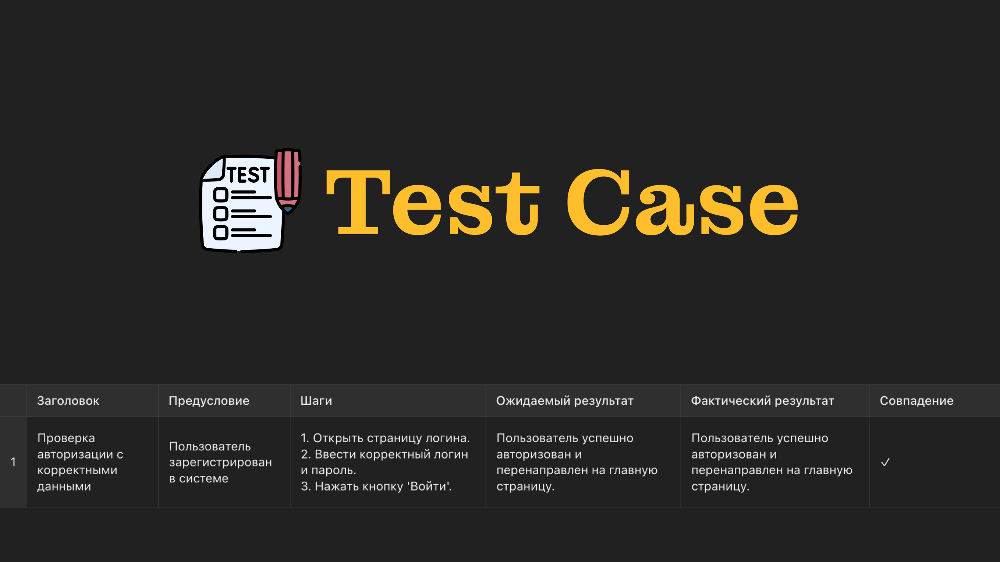 TEST
Test Case
Заголовок
Предусловие
Шаги
Ожидаемый результат
Фактический результат
Совпадение
1
Проверка
авторизации с
корректными
данными
Пользователь
зарегистрирован
в системе
1. Открыть страницу логина.
2. Ввести корректный логин
и пароль.
3. Нажать кнопку 'Войти'.
Пользователь успешно
авторизован и
перенаправлен на главную
страницу.
Пользователь успешно
авторизован и
перенаправлен на главную
страницу.
✓